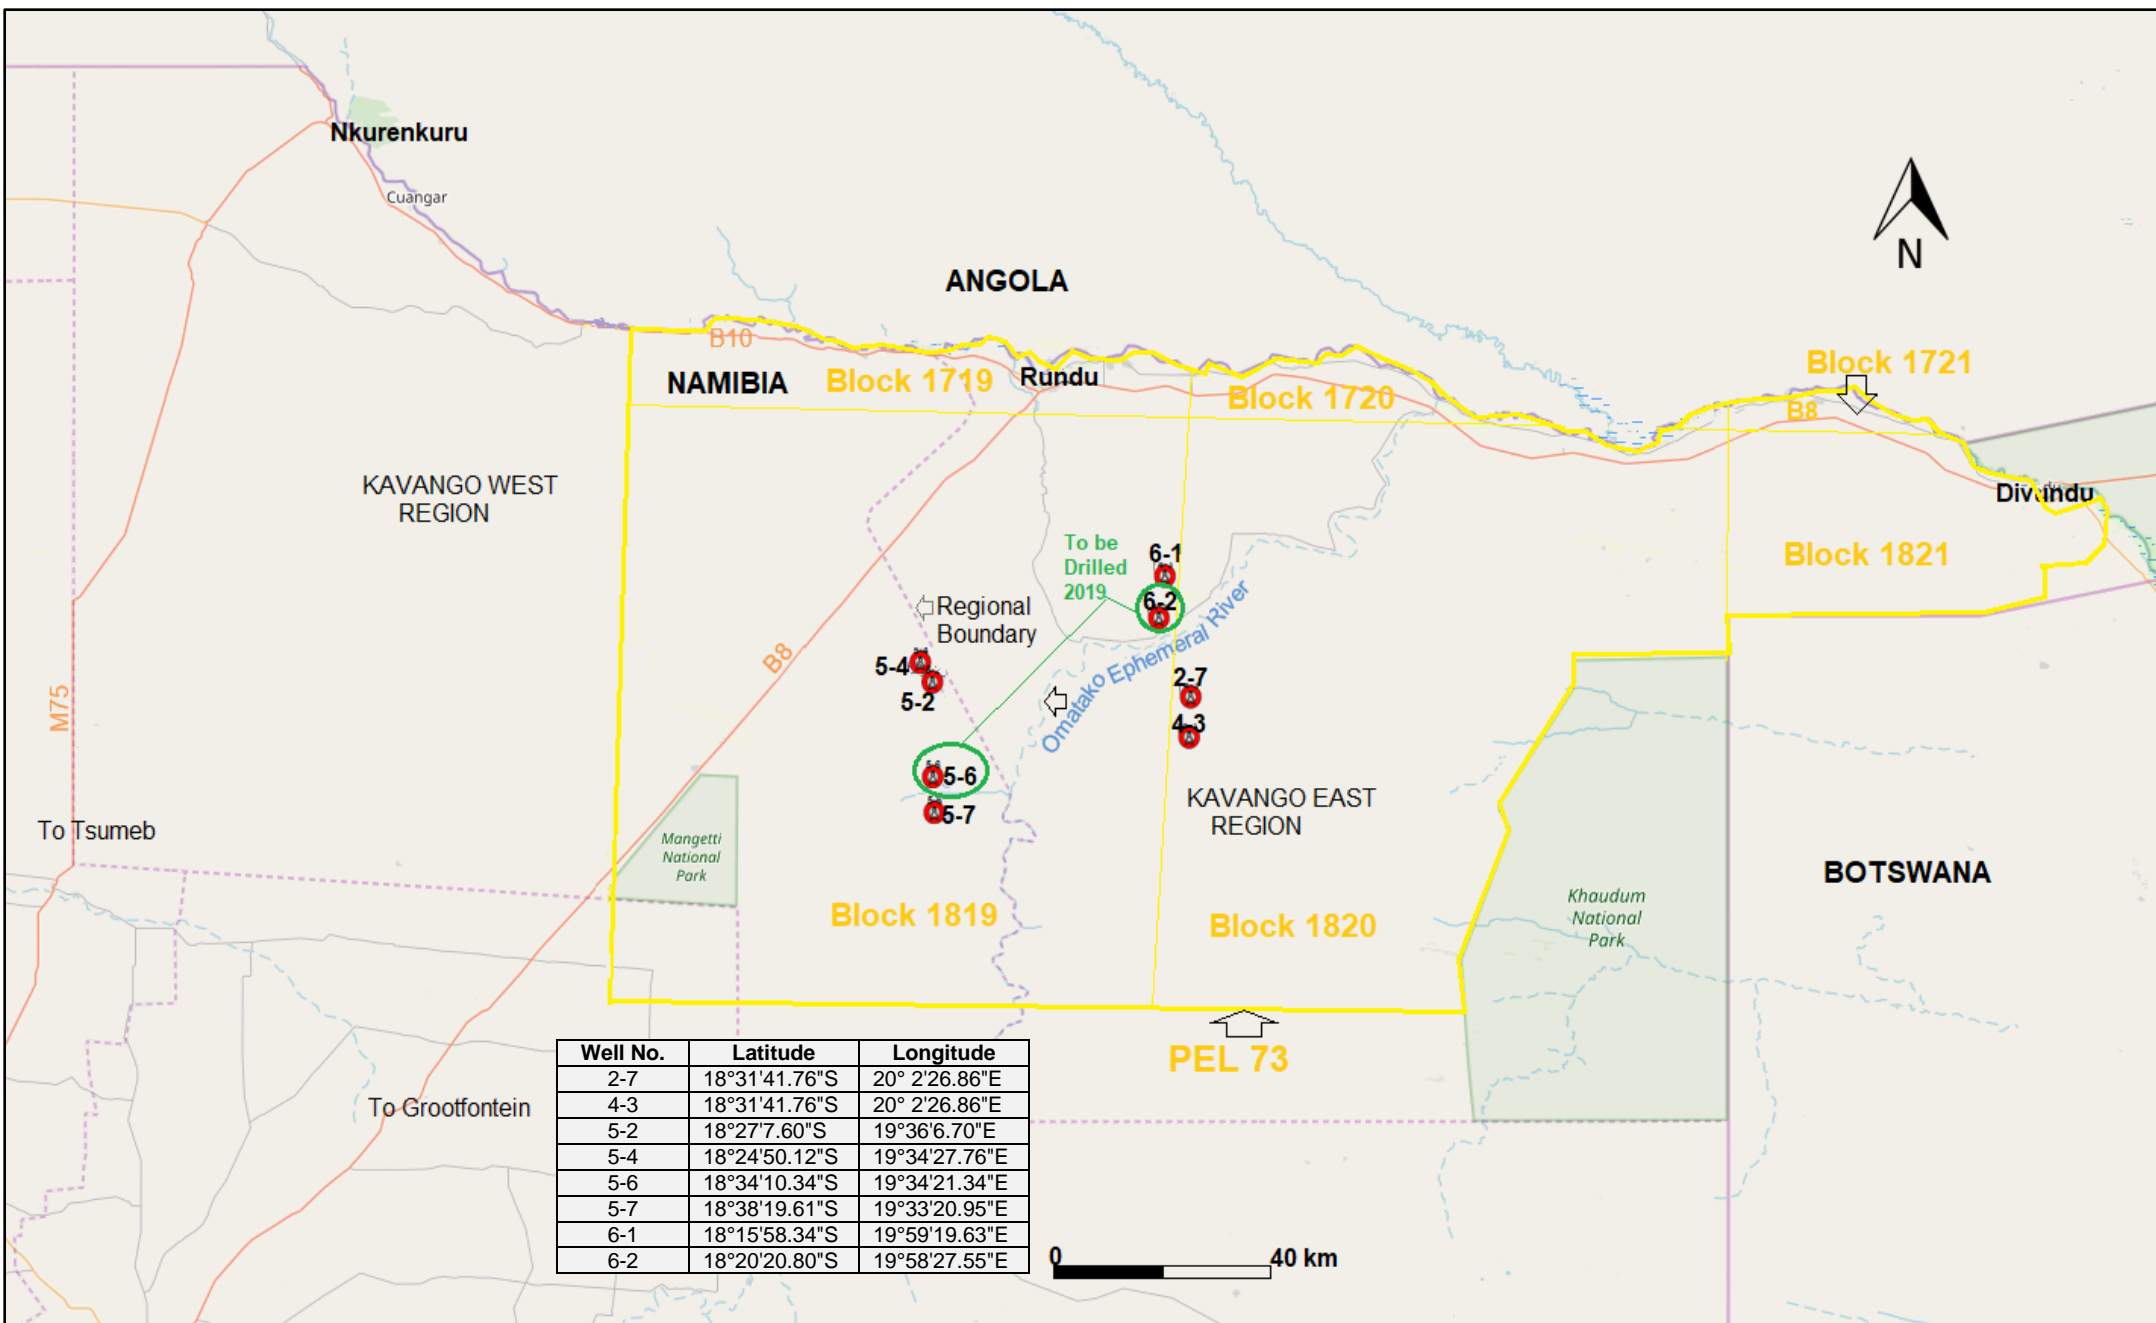 Nkurenkuru
Cuangar
ANGOLA
N
B10
NAMIBIA
Block 1719
Rundu
Block 1720
Block 1721
B8
KAVANGO WEST
REGION
Divundu
To be
Drilled
2019
6-1
6-2
Block 1821
Regional
Boundary
Omatako Ephemeral River
B8
5-4
5-2
2-7
4-3
M75
5-6
5-7
KAVANGO EAST
REGION
To Tsumeb
Mangetti
National
Park
BOTSWANA
Khaudum
National
Park
Block 1819
Block 1820
PEL 73
To Grootfontein
Well No. Latitude Longitude
2-7 18°31'41.76"S 20° 2'26.86"E
4-3 18°31'41.76"S 20° 2'26.86"E
5-2 18°27'7.60"S 19°36'6.70"E
5-4 18°24'50.12"S 19°34'27.76"E
5-6 18°34'10.34"S 19°34'21.34"E
5-7 18°38'19.61"S 19°33'20.95"E
6-1 18°15'58.34"S 19°59'19.63"E
6-2 18°20'20.80"S 19°58'27.55"E
0 40 km